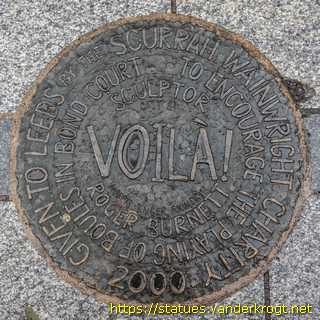 GIVEN TO LEEDS BY THE SCURRAH WAINWRIGHT CHARITY
TO ENCOURAGE THE PLAYING OF BOULES IN BOND COURT
SCULPTOR
VOILÀ!
ROGER BURNETT
2000
https://statues.vanderkrogt.net